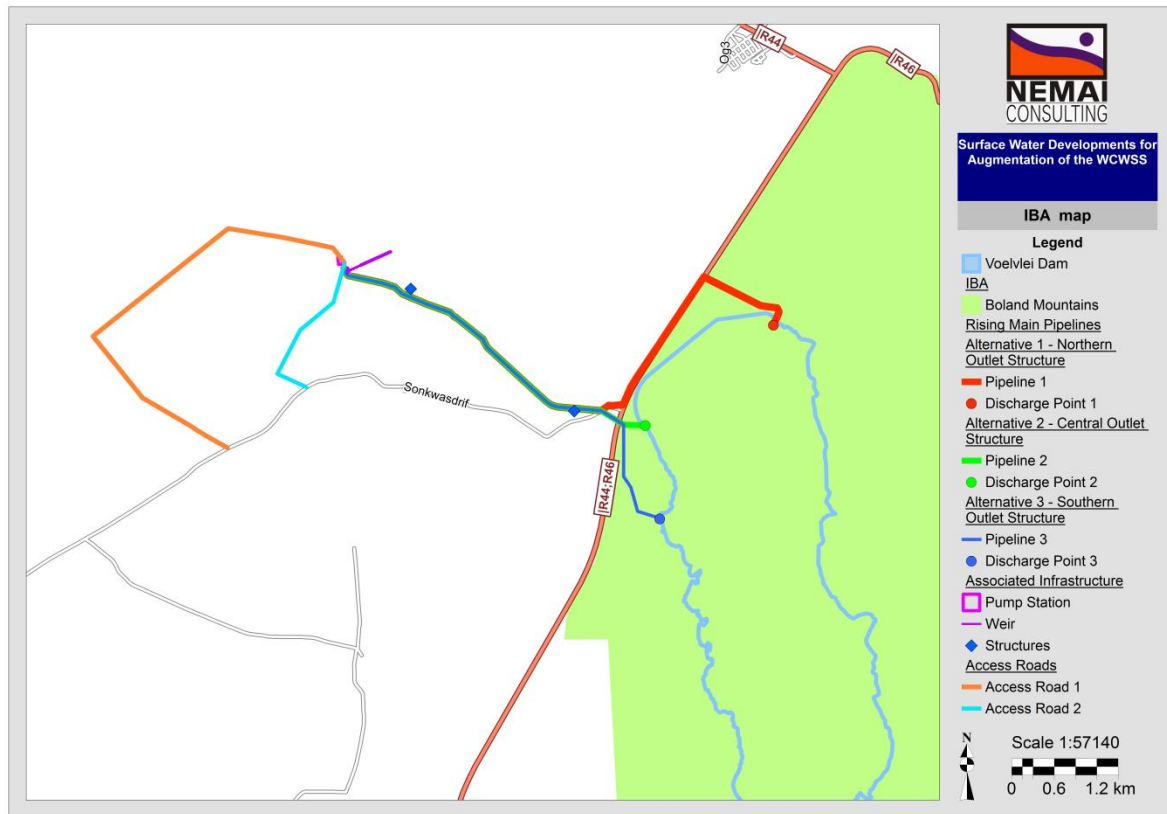 |R44
|R46
Og3
Sonkwasdrif
|R44;R46
NEMAI
CONSULTING
Surface Water Developments for
Augmentation of the WCWSS
IBA map
Legend
Voelvlei Dam
IBA
Boland Mountains
Rising Main Pipelines
Alternative 1 - Northern
Outlet Structure
Pipeline 1
Discharge Point 1
Alternative 2 - Central Outlet
Structure
Pipeline 2
Discharge Point 2
Alternative 3 - Southern
Outlet Structure
Pipeline 3
Discharge Point 3
Associated Infrastructure
Pump Station
Weir
Structures
Access Roads
Access Road 1
Access Road 2
N
Scale 1:57140
0 0.6 1.2 km